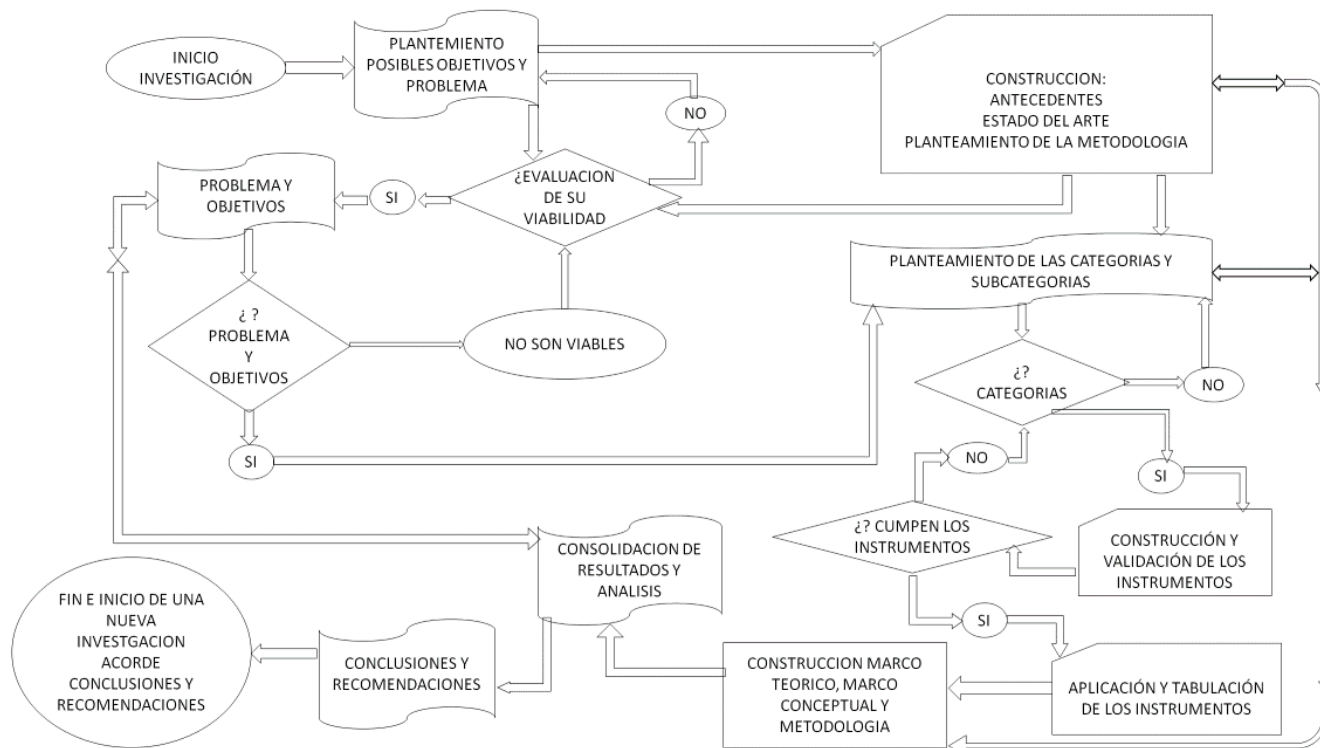 INICIO
INVESTIGACIÓN
PLANTEMIENTO
POSIBLES OBJETIVOS Y
PROBLEMA
CONSTRUCCION:
ANTECEDENTES
ESTADO DEL ARTE
PLANTEAMIENTO DE LA METODOLOGIA
NO
¿EVALUACION
DE SU
VIABILIDAD
SI
PROBLEMA Y
OBJETIVOS
PLANTEAMIENTO DE LAS CATEGORIAS Y
SUBCATEGORIAS
¿ ?
PROBLEMA
Y
OBJETIVOS
NO SON VIABLES
¿?
CATEGORIAS
NO
SI
NO
SI
¿? CUMPEN LOS
INSTRUMENTOS
CONSTRUCCIÓN Y
VALIDACIÓN DE LOS
INSTRUMENTOS
CONSOLIDACION DE
RESULTADOS Y
ANALISIS
SI
FIN E INICIO DE UNA
NUEVA
INVESTGACION
ACORDE
CONCLUSIONES Y
RECOMENDACIONES
CONCLUSIONES Y
RECOMENDACIONES
CONSTRUCCION MARCO
TEORICO, MARCO
CONCEPTUAL Y
METODOLOGIA
APLICACIÓN Y TABULACIÓN
DE LOS INSTRUMENTOS